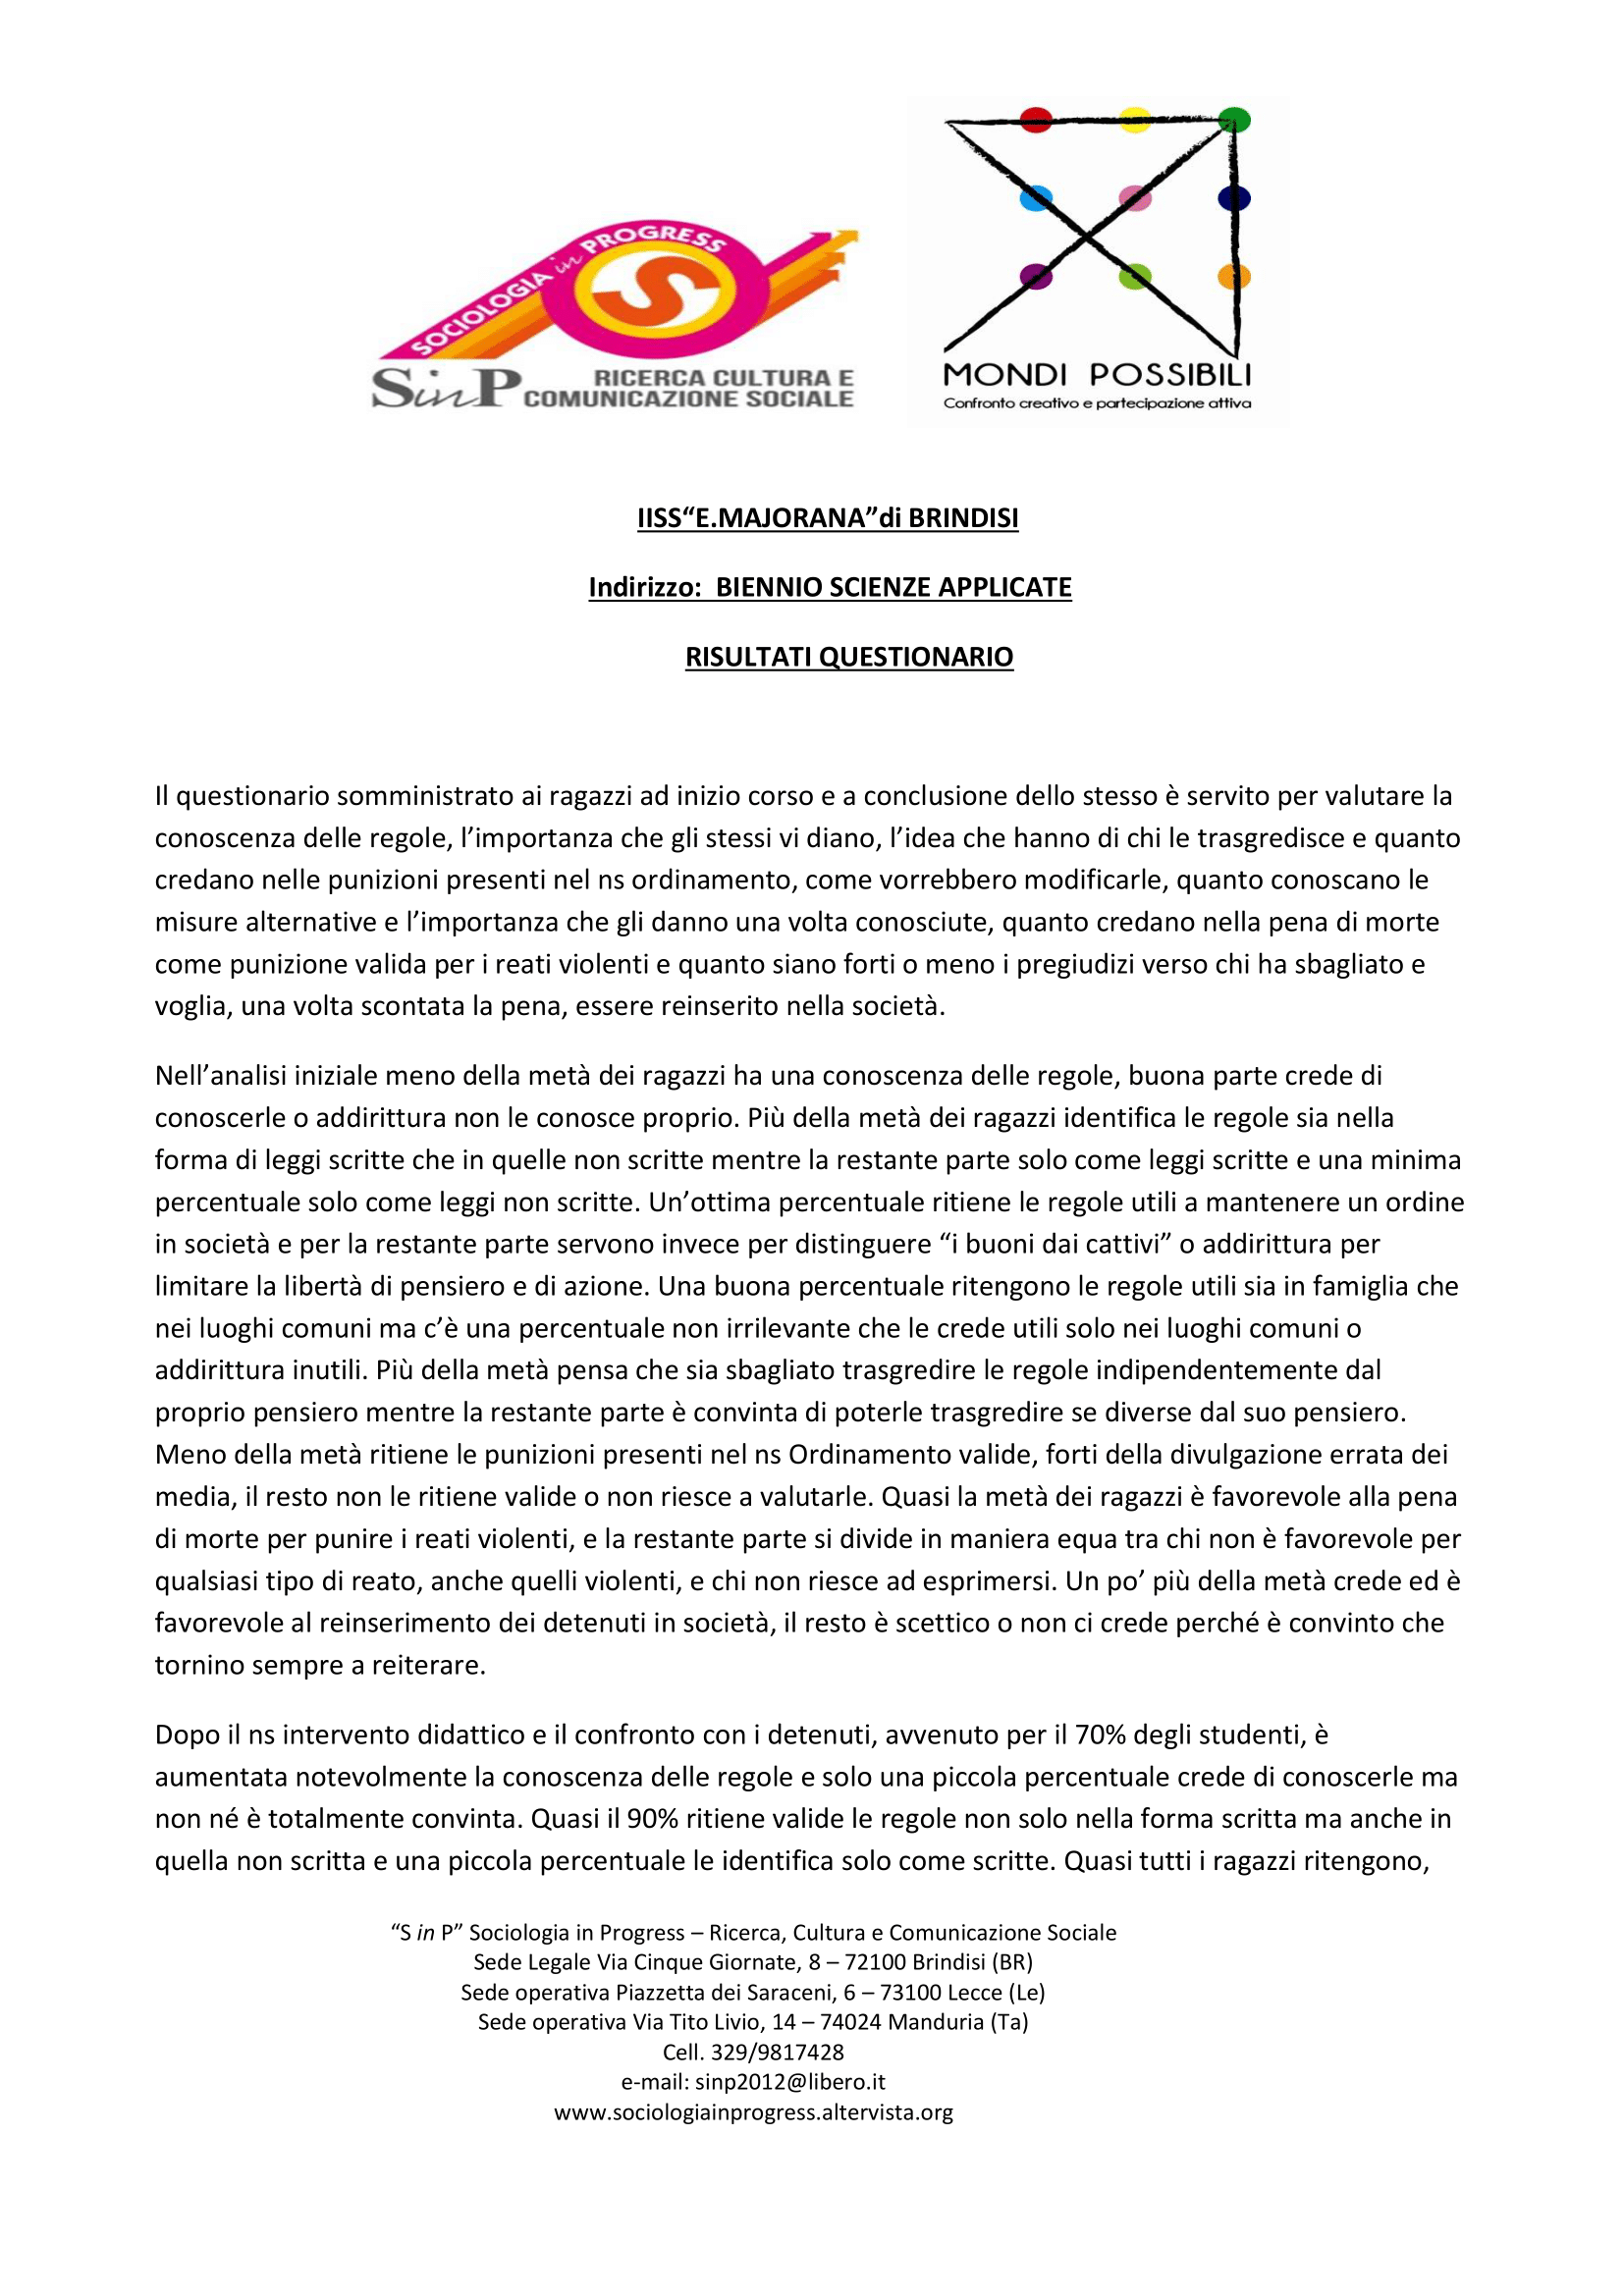 SOCIOLOGIA in PROGRESS
S
SinP RICERCA CULTURA E
COMUNICAZIONE SOCIALE
MONDI POSSIBILI
Confronto creativo e partecipazione attiva
IISS“E.MAJORANA”di BRINDISI
Indirizzo:  BIENNIO SCIENZE APPLICATE
RISULTATI QUESTIONARIO
Il questionario somministrato ai ragazzi ad inizio corso e a conclusione dello stesso è servito per valutare la
conoscenza delle regole, l’importanza che gli stessi vi diano, l’idea che hanno di chi le trasgredisce e quanto
credano nelle punizioni presenti nel ns ordinamento, come vorrebbero modificarle, quanto conoscano le
misure alternative e l’importanza che gli danno una volta conosciute, quanto credano nella pena di morte
come punizione valida per i reati violenti e quanto siano forti o meno i pregiudizi verso chi ha sbagliato e
voglia, una volta scontata la pena, essere reinserito nella società.
Nell’analisi iniziale meno della metà dei ragazzi ha una conoscenza delle regole, buona parte crede di
conoscerle o addirittura non le conosce proprio. Più della metà dei ragazzi identifica le regole sia nella
forma di leggi scritte che in quelle non scritte mentre la restante parte solo come leggi scritte e una minima
percentuale solo come leggi non scritte. Un’ottima percentuale ritiene le regole utili a mantenere un ordine
in società e per la restante parte servono invece per distinguere “i buoni dai cattivi” o addirittura per
limitare la libertà di pensiero e di azione. Una buona percentuale ritengono le regole utili sia in famiglia che
nei luoghi comuni ma c’è una percentuale non irrilevante che le crede utili solo nei luoghi comuni o
addirittura inutili. Più della metà pensa che sia sbagliato trasgredire le regole indipendentemente dal
proprio pensiero mentre la restante parte è convinta di poterle trasgredire se diverse dal suo pensiero.
Meno della metà ritiene le punizioni presenti nel ns Ordinamento valide, forti della divulgazione errata dei
media, il resto non le ritiene valide o non riesce a valutarle. Quasi la metà dei ragazzi è favorevole alla pena
di morte per punire i reati violenti, e la restante parte si divide in maniera equa tra chi non è favorevole per
qualsiasi tipo di reato, anche quelli violenti, e chi non riesce ad esprimersi. Un po’ più della metà crede ed è
favorevole al reinserimento dei detenuti in società, il resto è scettico o non ci crede perché è convinto che
tornino sempre a reiterare.
Dopo il ns intervento didattico e il confronto con i detenuti, avvenuto per il 70% degli studenti, è
aumentata notevolmente la conoscenza delle regole e solo una piccola percentuale crede di conoscerle ma
non né è totalmente convinta. Quasi il 90% ritiene valide le regole non solo nella forma scritta ma anche in
quella non scritta e una piccola percentuale le identifica solo come scritte. Quasi tutti i ragazzi ritengono,
“S in P” Sociologia in Progress – Ricerca, Cultura e Comunicazione Sociale
Sede Legale Via Cinque Giornate, 8 – 72100 Brindisi (BR)
Sede operativa Piazzetta dei Saraceni, 6 – 73100 Lecce (Le)
Sede operativa Via Tito Livio, 14 – 74024 Manduria (Ta)
Cell. 329/9817428
e-mail: sinp2012@libero.it
www.sociologiainprogress.altervista.org